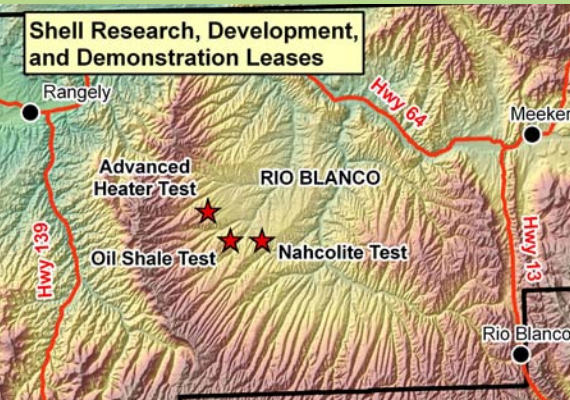 Shell Research, Development,
and Demonstration Leases
Rangely
Hwy 64
Meeker
Advanced
Heater Test
RIO BLANCO
Oil Shale Test
Nahcolite Test
Hwy 139
Hwy 13
Rio Blanco